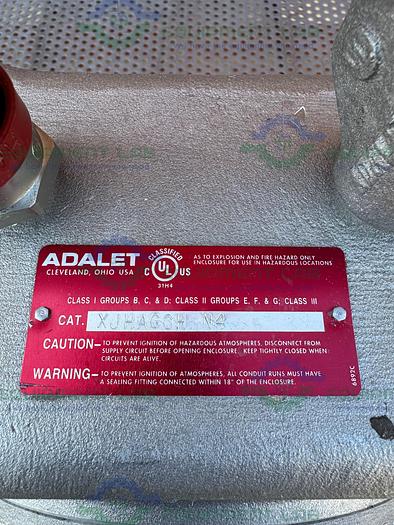 ADALET
CLEVELAND, OHIO USA
CLASSIFIED
C UL US
31H4
AS TO EXPLOSION AND FIRE HAZARD ONLY
ENCLOSURE FOR USE IN HAZARDOUS LOCATIONS
CLASS I GROUPS B, C, & D; CLASS II GROUPS E, F, & G; CLASS III
CAT. XJHAGGH N4
CAUTION– TO PREVENT IGNITION OF HAZARDOUS ATMOSPHERES, DISCONNECT FROM
SUPPLY CIRCUIT BEFORE OPENING ENCLOSURE. KEEP TIGHTLY CLOSED WHEN
CIRCUITS ARE ALIVE.
WARNING– TO PREVENT IGNITION OF ATMOSPHERES, ALL CONDUIT RUNS MUST HAVE
A SEALING FITTING CONNECTED WITHIN 18" OF THE ENCLOSURE.
6892C